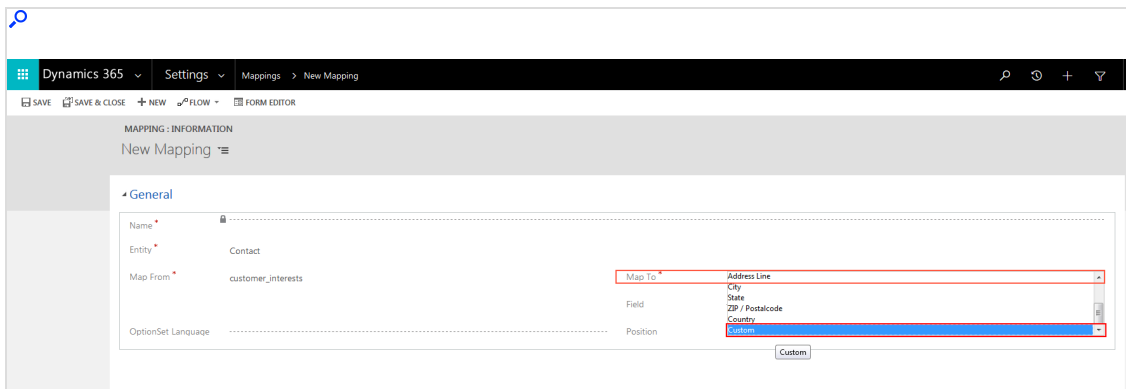 Dynamics 365 Settings Mappings > New Mapping
SAVE SAVE & CLOSE + NEW FLOW FORM EDITOR
MAPPING : INFORMATION
New Mapping
General
Name *
Entity * Contact
Map From * customer_interests Map To * Address Line
City
State
Field ZIP / Postalcode
Country
OptionSet Language Position Custom
Custom